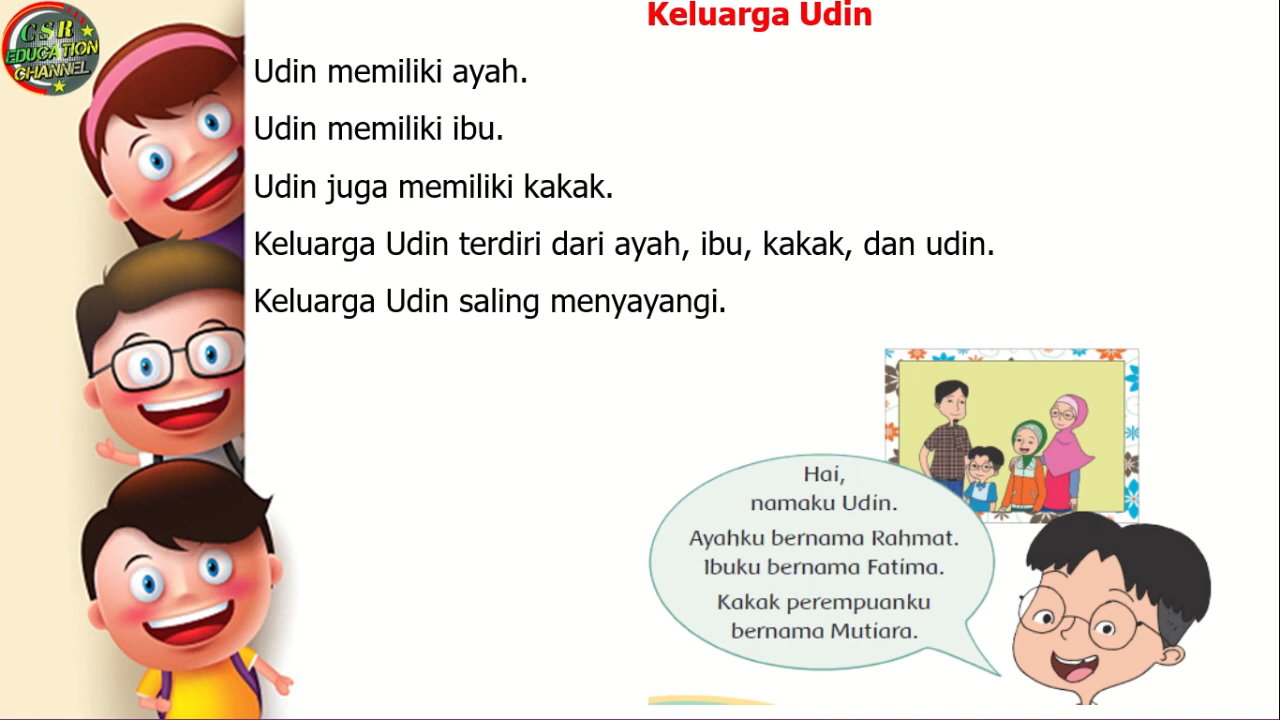 CSR
EDUCATION
CHANNEL
Keluarga Udin
Udin memiliki ayah.
Udin memiliki ibu.
Udin juga memiliki kakak.
Keluarga Udin terdiri dari ayah, ibu, kakak, dan udin.
Keluarga Udin saling menyayangi.
Hai,
namaku Udin.
Ayahku bernama Rahmat.
Ibuku bernama Fatima.
Kakak perempuanku
bernama Mutiara.